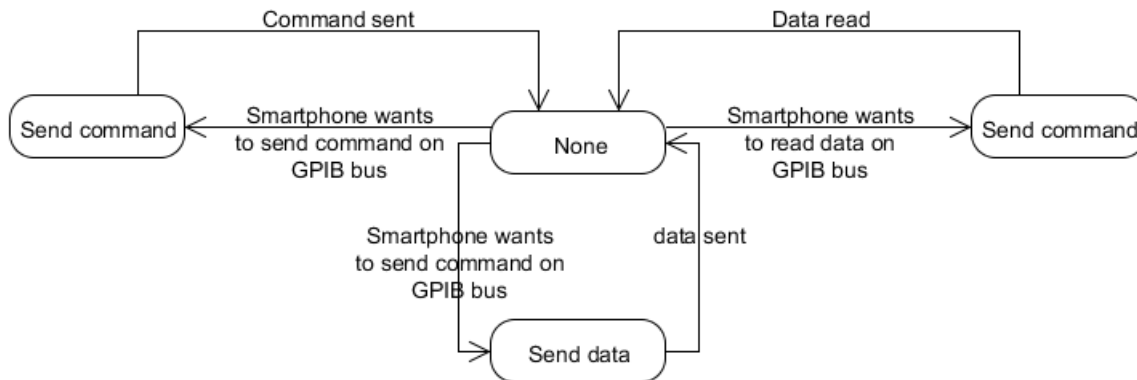 Command sent
Data read
Send command
Smartphone wants
to send command on
GPIB bus
None
Smartphone wants
to read data on
GPIB bus
Send command
Smartphone wants
to send command on
GPIB bus
data sent
Send data